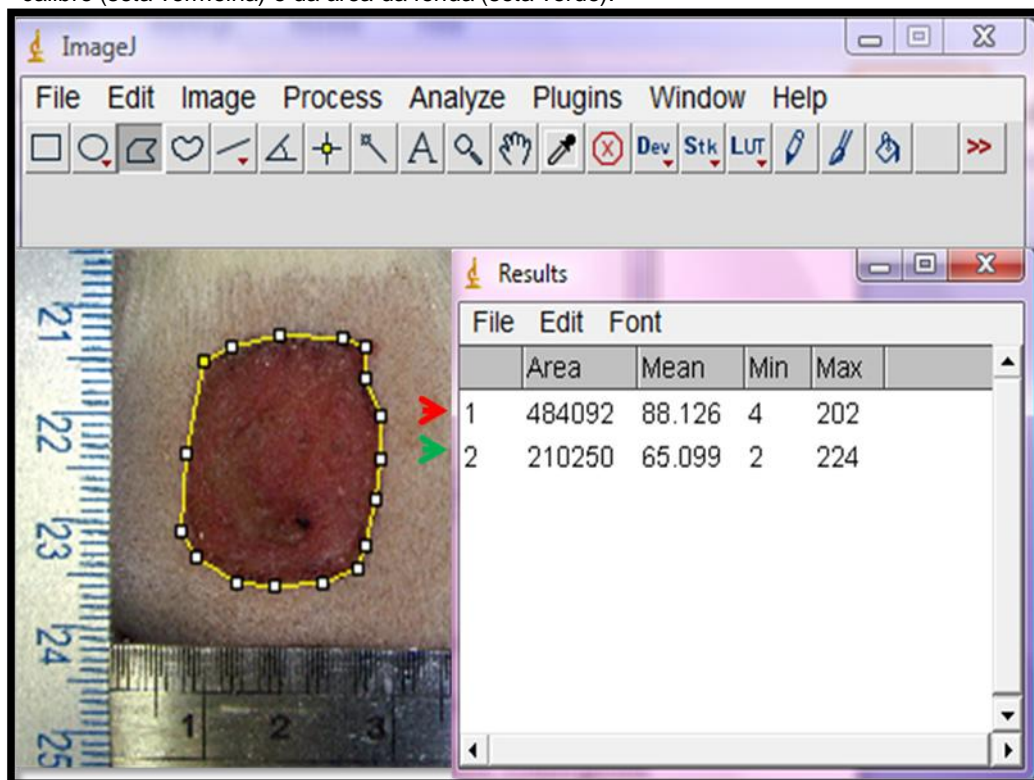 calibre (seta vermelha) e da área da ferida (seta verde).
ImageJ
File Edit Image Process Analyze Plugins Window Help
A Dev Stk LUT >>
Results
File Edit Font
Area Mean Min Max
1 484092 88.126 4 202
2 210250 65.099 2 224
21
22
23
24
25
1 2 3